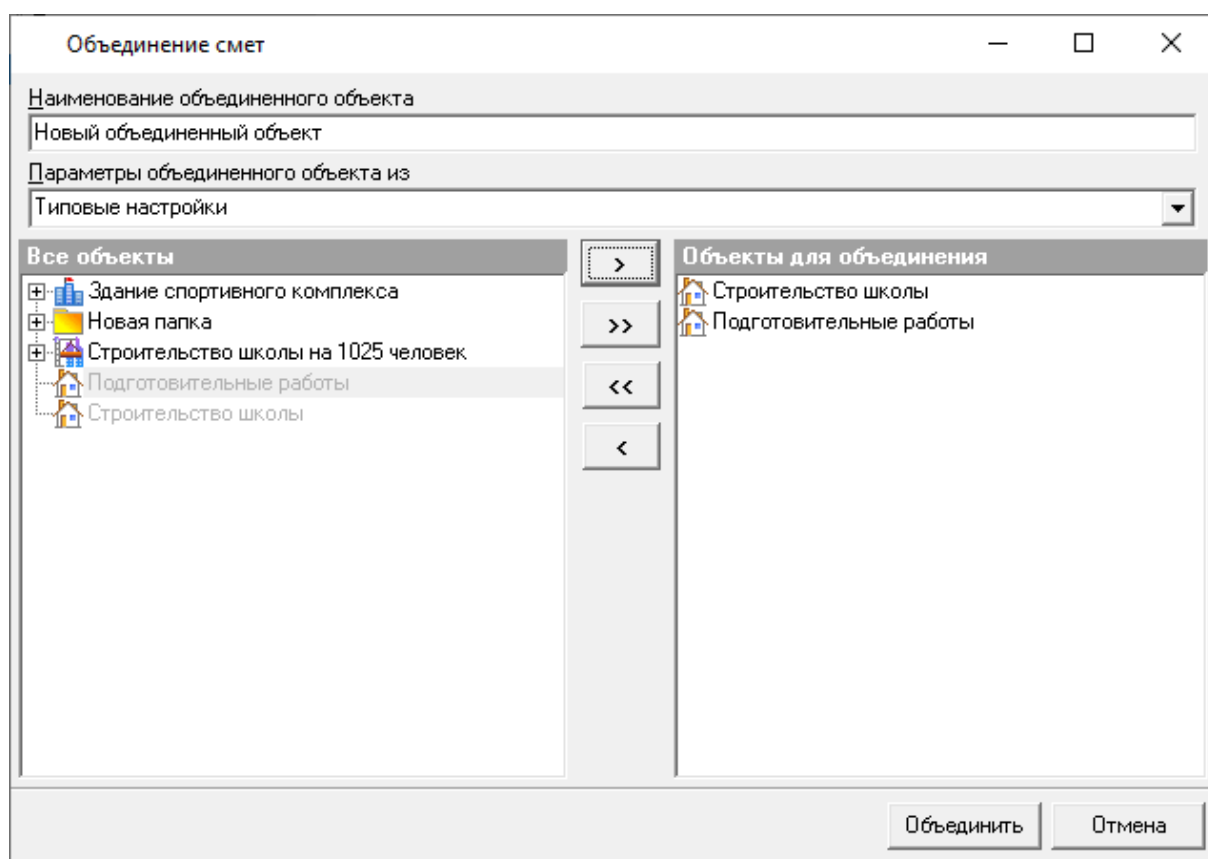 Объединение смет
Наименование объединенного объекта
Новый объединенный объект
Параметры объединенного объекта из
Типовые настройки
Все объекты
Здание спортивного комплекса
Новая папка
Строительство школы на 1025 человек
Подготовительные работы
Строительство школы
>
>>
<<
<
Объекты для объединения
Строительство школы
Подготовительные работы
Объединить
Отмена